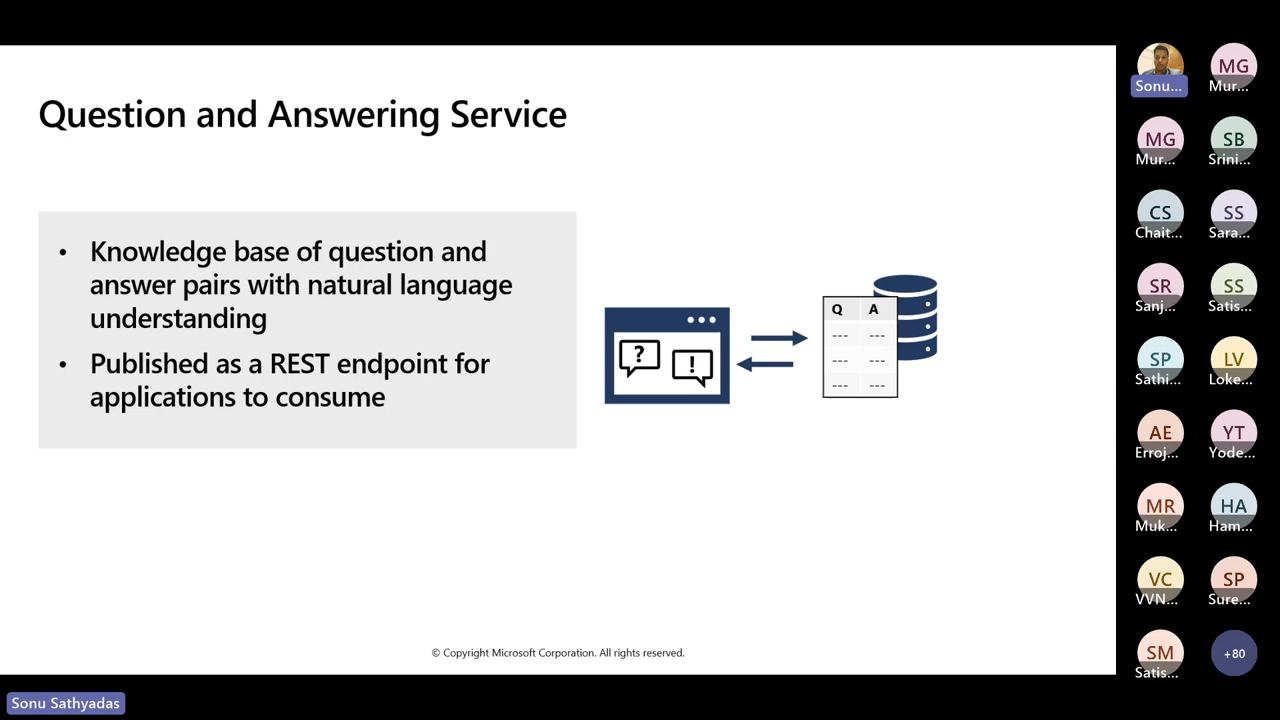 Question and Answering Service
• Knowledge base of question and
answer pairs with natural language
understanding
• Published as a REST endpoint for
applications to consume
?
!
Q A
--- ---
--- ---
--- ---
© Copyright Microsoft Corporation. All rights reserved.
Sonu...
MG
Mur...
MG
Mur...
SB
Srini...
CS
Chait...
SS
Sara...
SR
Sanj...
SS
Satis...
SP
Sathi...
LV
Loke...
AE
Erroj...
YT
Yode...
MR
Muk...
HA
Ham...
VC
VVN...
SP
Sure...
SM
Satis...
+80
Sonu Sathyadas